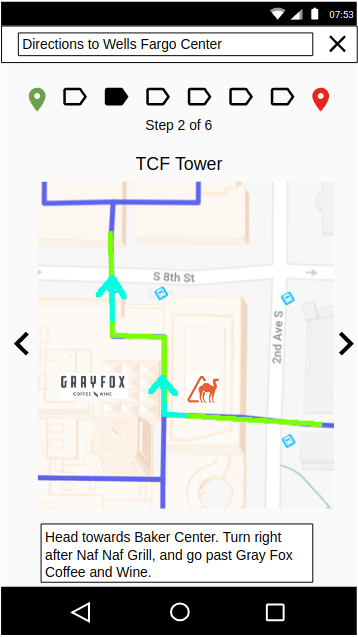 07:53
Directions to Wells Fargo Center
Step 2 of 6
TCF Tower
S 8th St
2nd Ave S
GRAYFOX
COFFEE WINE
Head towards Baker Center. Turn right
after Naf Naf Grill, and go past Gray Fox
Coffee and Wine.